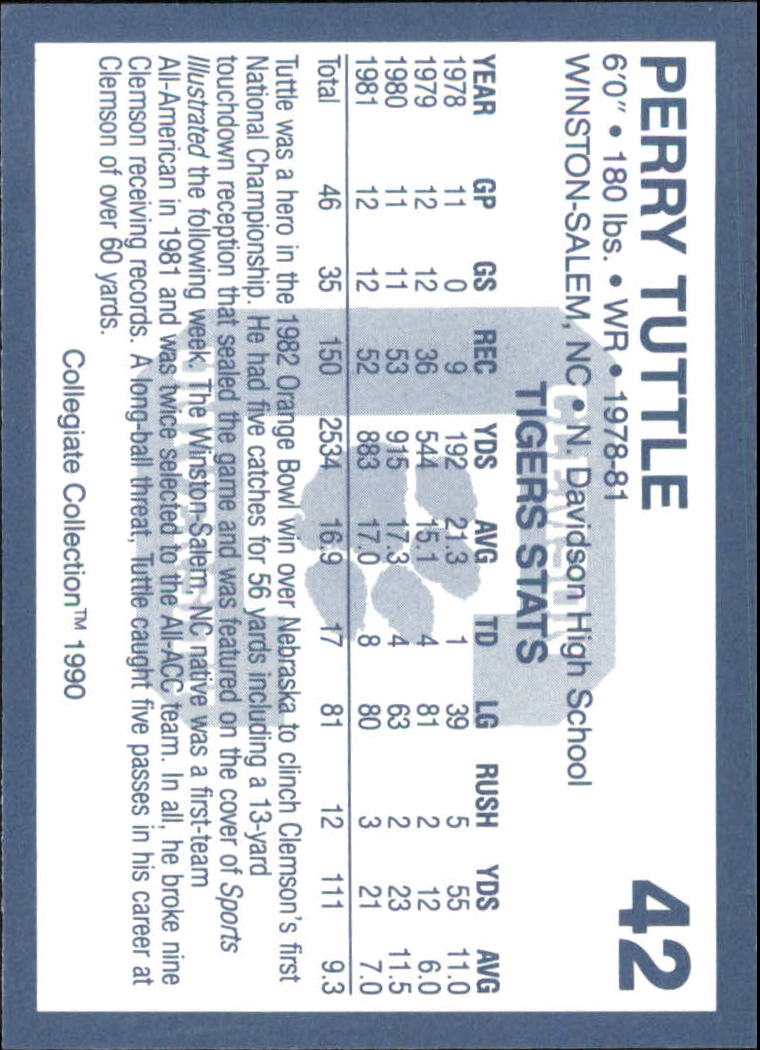 PERRY TUTTLE 42
6'0" • 180 lbs. • WR • 1978-81
WINSTON-SALEM, NC • N. Davidson High School
TIGERS STATS
YEAR GP GS REC YDS AVG TD LG RUSH YDS AVG
1978 11 0 9 192 21.3 1 39 5 55 11.0
1979 12 12 36 544 15.1 4 81 2 12 6.0
1980 11 11 53 915 17.3 4 63 2 23 11.5
1981 12 12 52 883 17.0 8 80 3 21 7.0
Total 46 35 150 2534 16.9 17 81 12 111 9.3
Tuttle was a hero in the 1982 Orange Bowl win over Nebraska to clinch Clemson's first
National Championship. He had five catches for 56 yards including a 13-yard
touchdown reception that sealed the game and was featured on the cover of Sports
Illustrated the following week. The Winston-Salem, NC native was a first-team
All-American in 1981 and was twice selected to the All-ACC team. In all, he broke nine
Clemson receiving records. A long-ball threat, Tuttle caught five passes in his career at
Clemson of over 60 yards.
Collegiate Collection™ 1990